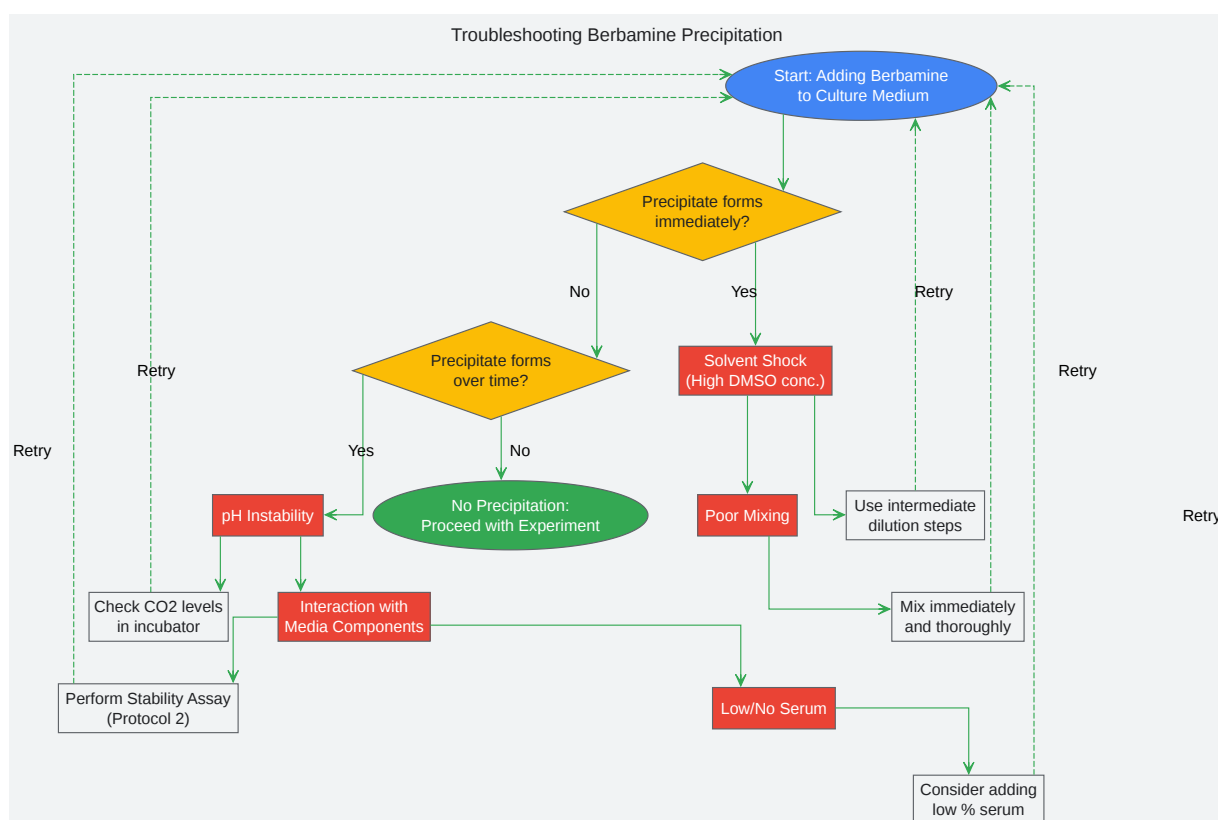 Troubleshooting Berbamine Precipitation
Start: Adding Berbamine
to Culture Medium
Precipitate forms
immediately?
No
Yes
Retry
Precipitate forms
over time?
Solvent Shock
(High DMSO conc.)
Retry
Retry
Retry
Yes
No
pH Instability
No Precipitation:
Proceed with Experiment
Poor Mixing
Use intermediate
dilution steps
Retry
Check CO2 levels
in incubator
Interaction with
Media Components
Mix immediately
and thoroughly
Perform Stability Assay
(Protocol 2)
Low/No Serum
Consider adding
low % serum